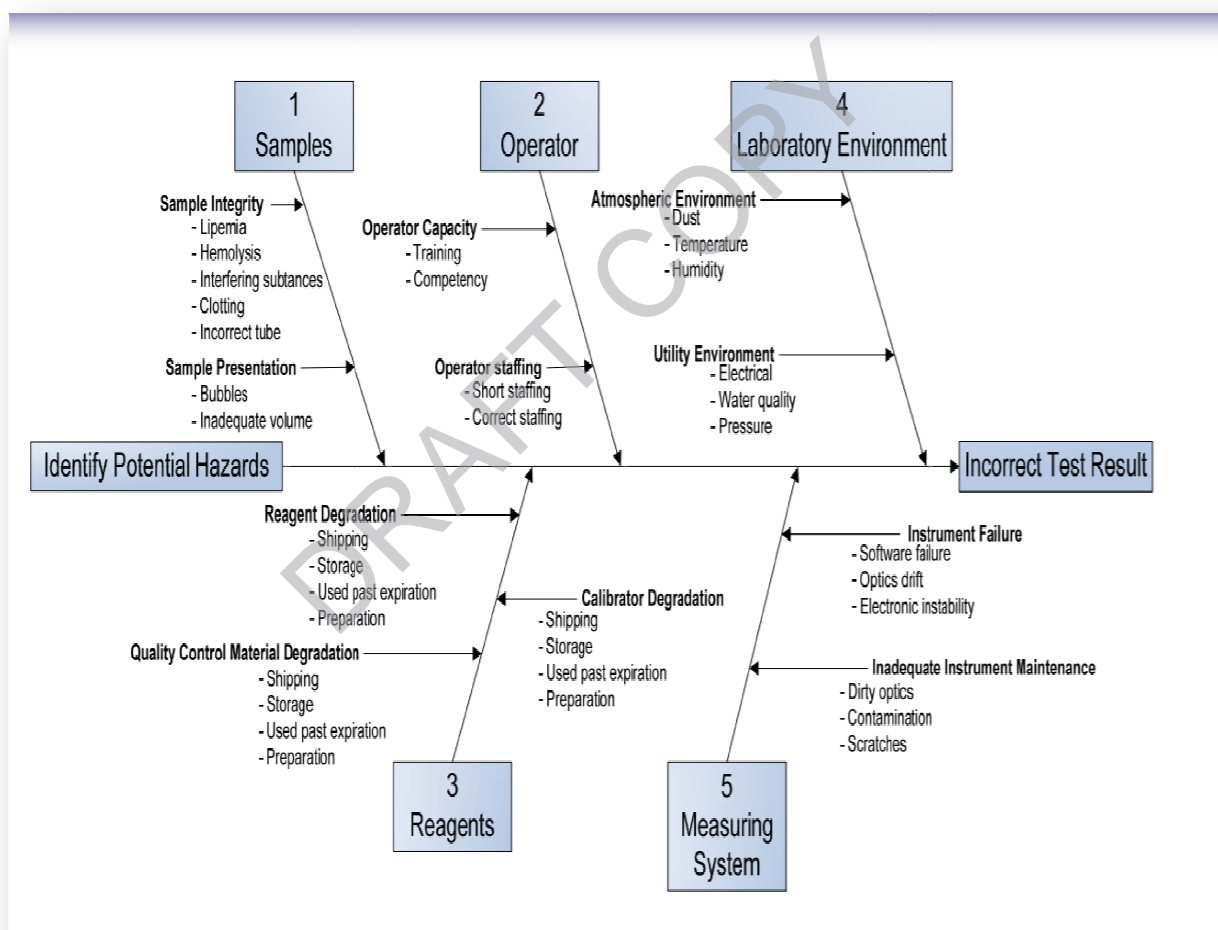 1
Samples
2
Operator
4
Laboratory Environment
Sample Integrity
- Lipemia
- Hemolysis
- Interfering subtances
- Clotting
- Incorrect tube
Sample Presentation
- Bubbles
- Inadequate volume
Operator Capacity
- Training
- Competency
Operator staffing
- Short staffing
- Correct staffing
Atmospheric Environment
- Dust
- Temperature
- Humidity
Utility Environment
- Electrical
- Water quality
- Pressure
Identify Potential Hazards
Incorrect Test Result
Reagent Degradation
- Shipping
- Storage
- Used past expiration
- Preparation
Calibrator Degradation
- Shipping
- Storage
- Used past expiration
- Preparation
Quality Control Material Degradation
- Shipping
- Storage
- Used past expiration
- Preparation
Instrument Failure
- Software failure
- Optics drift
- Electronic instability
Inadequate Instrument Maintenance
- Dirty optics
- Contamination
- Scratches
3
Reagents
5
Measuring
System
DRAFT COPY